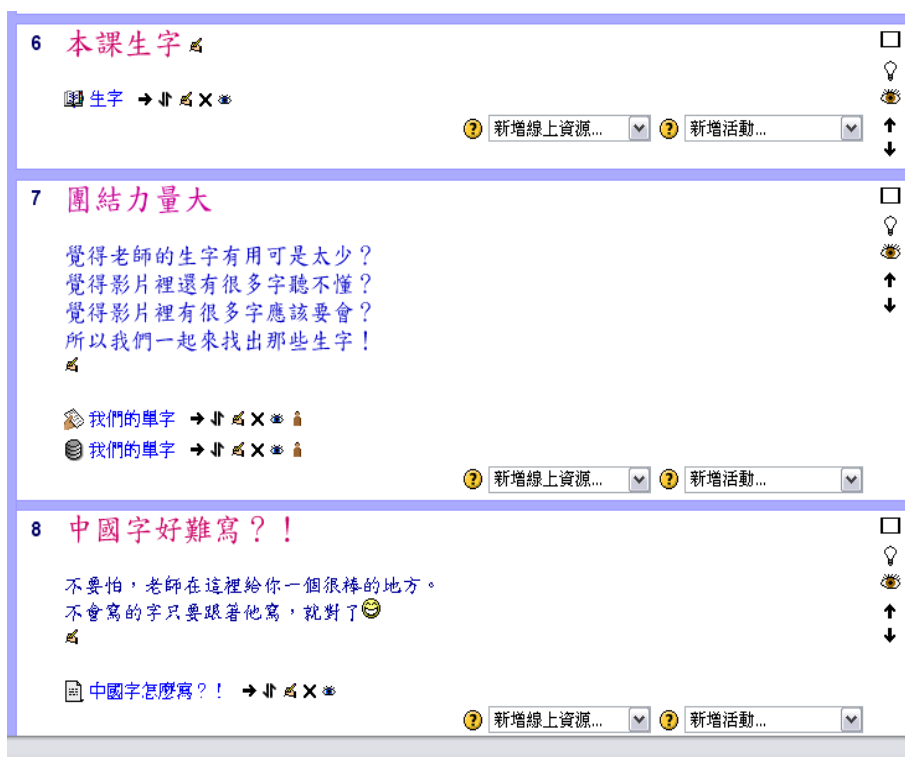 6 本課生字
生字
新增線上資源... 新增活動...
7 團結力量大
覺得老師的生字有用可是太少？
覺得影片裡還有很多字聽不懂？
覺得影片裡有很多字應該要會？
所以我們一起來找出那些生字！
我們的單字
我們的單字
新增線上資源... 新增活動...
8 中國字好難寫？！
不要怕，老師在這裡給你一個很棒的地方。
不會寫的字只要跟著他寫，就對了
中國字怎麼寫？！
新增線上資源... 新增活動...